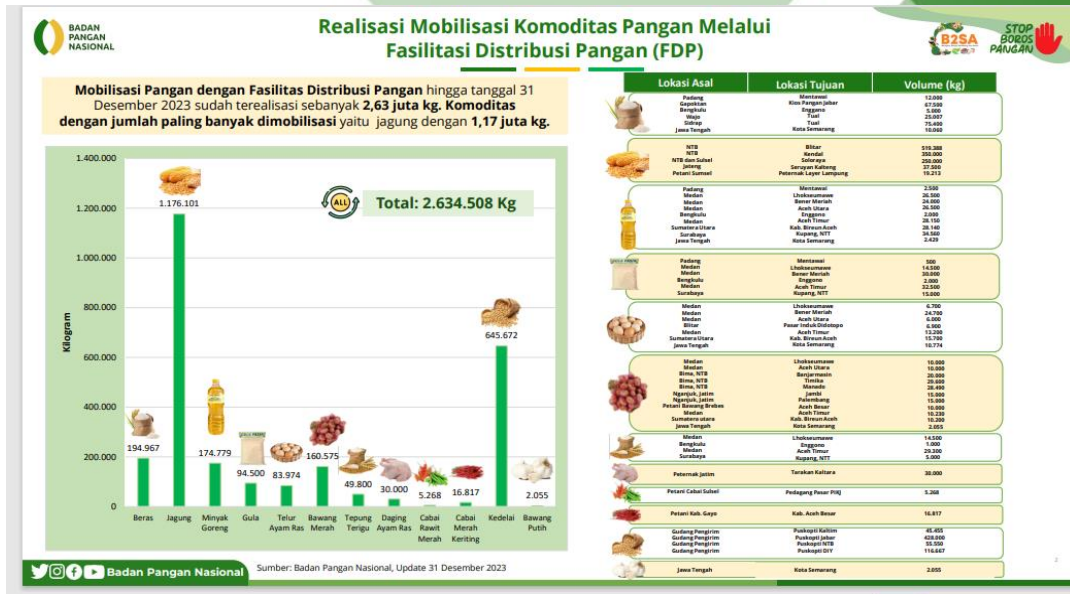 BADAN
PANGAN
NASIONAL
Realisasi Mobilisasi Komoditas Pangan Melalui
Fasilitasi Distribusi Pangan (FDP)
B2SA
STOP
BOROS
PANGAN
Mobilisasi Pangan dengan Fasilitas Distribusi Pangan hingga tanggal 31
Desember 2023 sudah terealisasi sebanyak 2,63 juta kg. Komoditas
dengan jumlah paling banyak dimobilisasi yaitu jagung dengan 1,17 juta kg.
Kilogram
1.400.000
1.200.000
1.000.000
800.000
600.000
400.000
200.000
0
ALL
Total: 2.634.508 Kg
194.967
1.176.101
174.779
94.500
83.974
160.575
49.800
30.000
5.268
16.817
645.672
2.055
Beras
Jagung
Minyak Goreng
Gula
Telur Ayam Ras
Bawang Merah
Tepung Terigu
Daging Ayam Ras
Cabai Rawit Merah
Cabai Merah Keriting
Kedelai
Bawang Putih
Lokasi Asal Lokasi Tujuan Volume (kg)
Padang Mentawai 12.000
Gapoktan Kios Pangan Jabar 67.500
Bengkulu Enggano 5.000
Wajo Tual 25.007
Sidrap Tual 75.400
Jawa Tengah Kota Semarang 10.060
NTB Blitar 519.388
NTB Kendal 350.000
NTB dan Sulsel Soloraya 250.000
Jateng Seruyan Kalteng 37.500
Petani Sumsel Peternak Layer Lampung 19.213
Padang Mentawai 2.500
Medan Lhokseumawe 26.500
Medan Bener Meriah 24.000
Medan Aceh Utara 26.500
Bengkulu Enggono 2.000
Medan Aceh Timur 28.150
Sumatera Utara Kab. Bireun Aceh 28.140
Surabaya Kupang, NTT 34.560
Jawa Tengah Kota Semarang 2.429
Padang Mentawai 500
Medan Lhokseumawe 14.500
Medan Bener Meriah 30.000
Bengkulu Enggono 2.000
Medan Aceh Timur 32.500
Surabaya Kupang, NTT 15.000
Medan Lhokseumawe 6.700
Medan Bener Meriah 24.700
Medan Aceh Utara 6.000
Blitar Pasar Induk Didotopo 6.900
Medan Aceh Timur 13.200
Sumatera Utara Kab. Bireun Aceh 15.700
Jawa Tengah Kota Semarang 10.774
Medan Lhokseumawe 10.000
Medan Aceh Utara 10.000
Bima, NTB Banjarmasin 20.000
Bima, NTB Timika 29.600
Bima, NTB Manado 28.400
Nganjuk, Jatim Jambi 15.000
Nganjuk, Jatim Palembang 15.000
Petani Bawang Brebes Aceh Besar 10.000
Medan Aceh Timur 10.230
Sumatera utara Kab. Bireun Aceh 10.200
Jawa Tengah Kota Semarang 2.055
Medan Lhokseumawe 14.500
Bengkulu Enggono 1.000
Medan Aceh Timur 29.300
Surabaya Kupang, NTT 5.000
Peternak Jatim Tarakan Kaltara 30.000
Petani Cabai Sulsel Pedagang Pasar PIKJ 5.268
Petani Kab. Gayo Kab. Aceh Besar 16.817
Gudang Pengirim Puskopti Kaltim 45.455
Gudang Pengirim Puskopti Jabar 428.000
Gudang Pengirim Puskopti NTB 55.550
Gudang Pengirim Puskopti DIY 116.667
Jawa Tengah Kota Semarang 2.055
Badan Pangan Nasional
Sumber: Badan Pangan Nasional, Update 31 Desember 2023
2